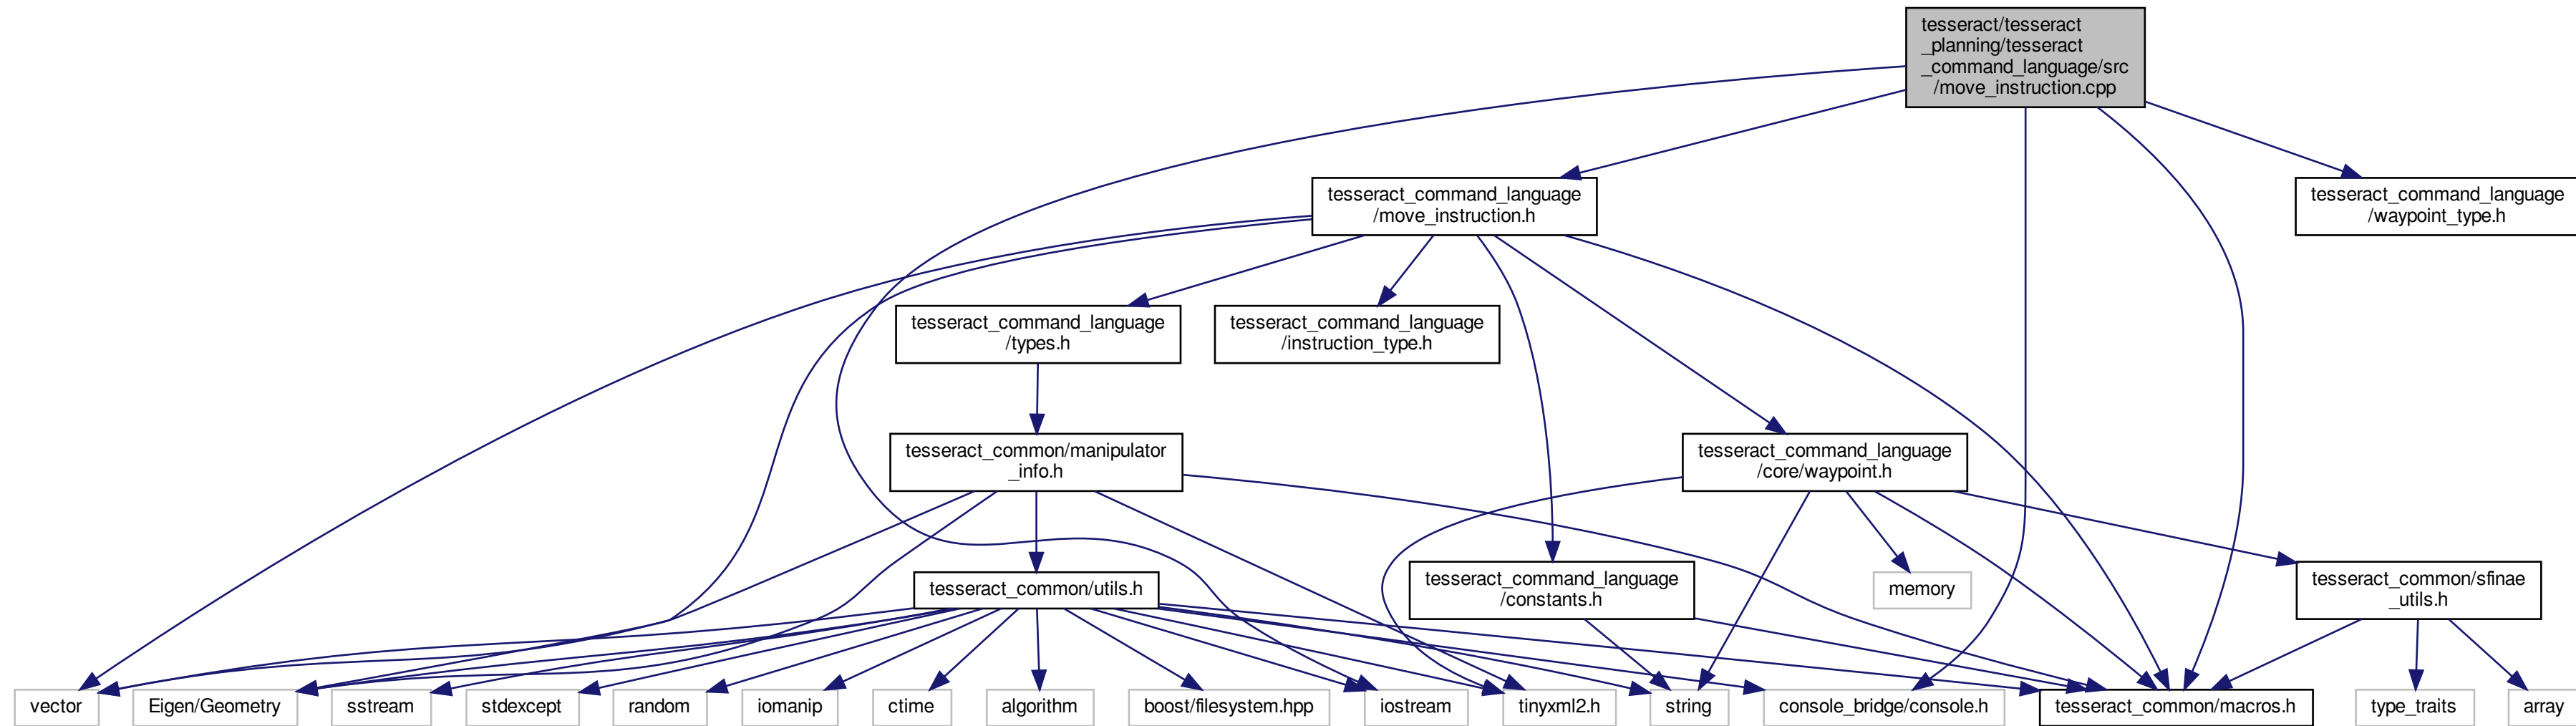 tesseract/tesseract
_planning/tesseract
_command_language/src
/move_instruction.cpp
tesseract_command_language
/move_instruction.h
tesseract_command_language
/waypoint_type.h
tesseract_command_language
/types.h
tesseract_command_language
/instruction_type.h
tesseract_common/manipulator
_info.h
tesseract_command_language
/core/waypoint.h
tesseract_common/utils.h
tesseract_command_language
/constants.h
memory
tesseract_common/sfinae
_utils.h
vector
Eigen/Geometry
sstream
stdexcept
random
iomanip
ctime
algorithm
boost/filesystem.hpp
iostream
tinyxml2.h
string
console_bridge/console.h
tesseract_common/macros.h
type_traits
array